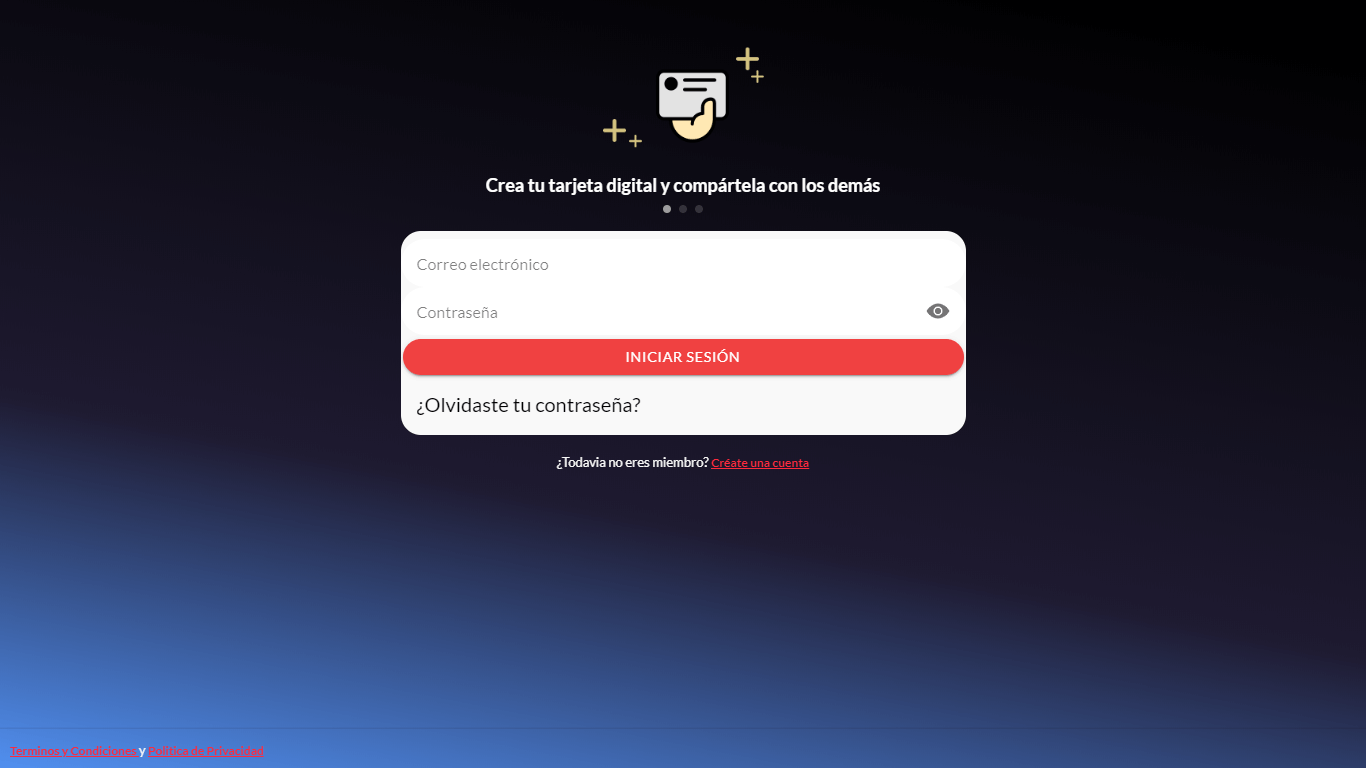 Crea tu tarjeta digital y compártela con los demás
Correo electrónico
Contraseña
INICIAR SESIÓN
¿Olvidaste tu contraseña?
¿Todavia no eres miembro? Créate una cuenta
Terminos y Condiciones y Política de Privacidad